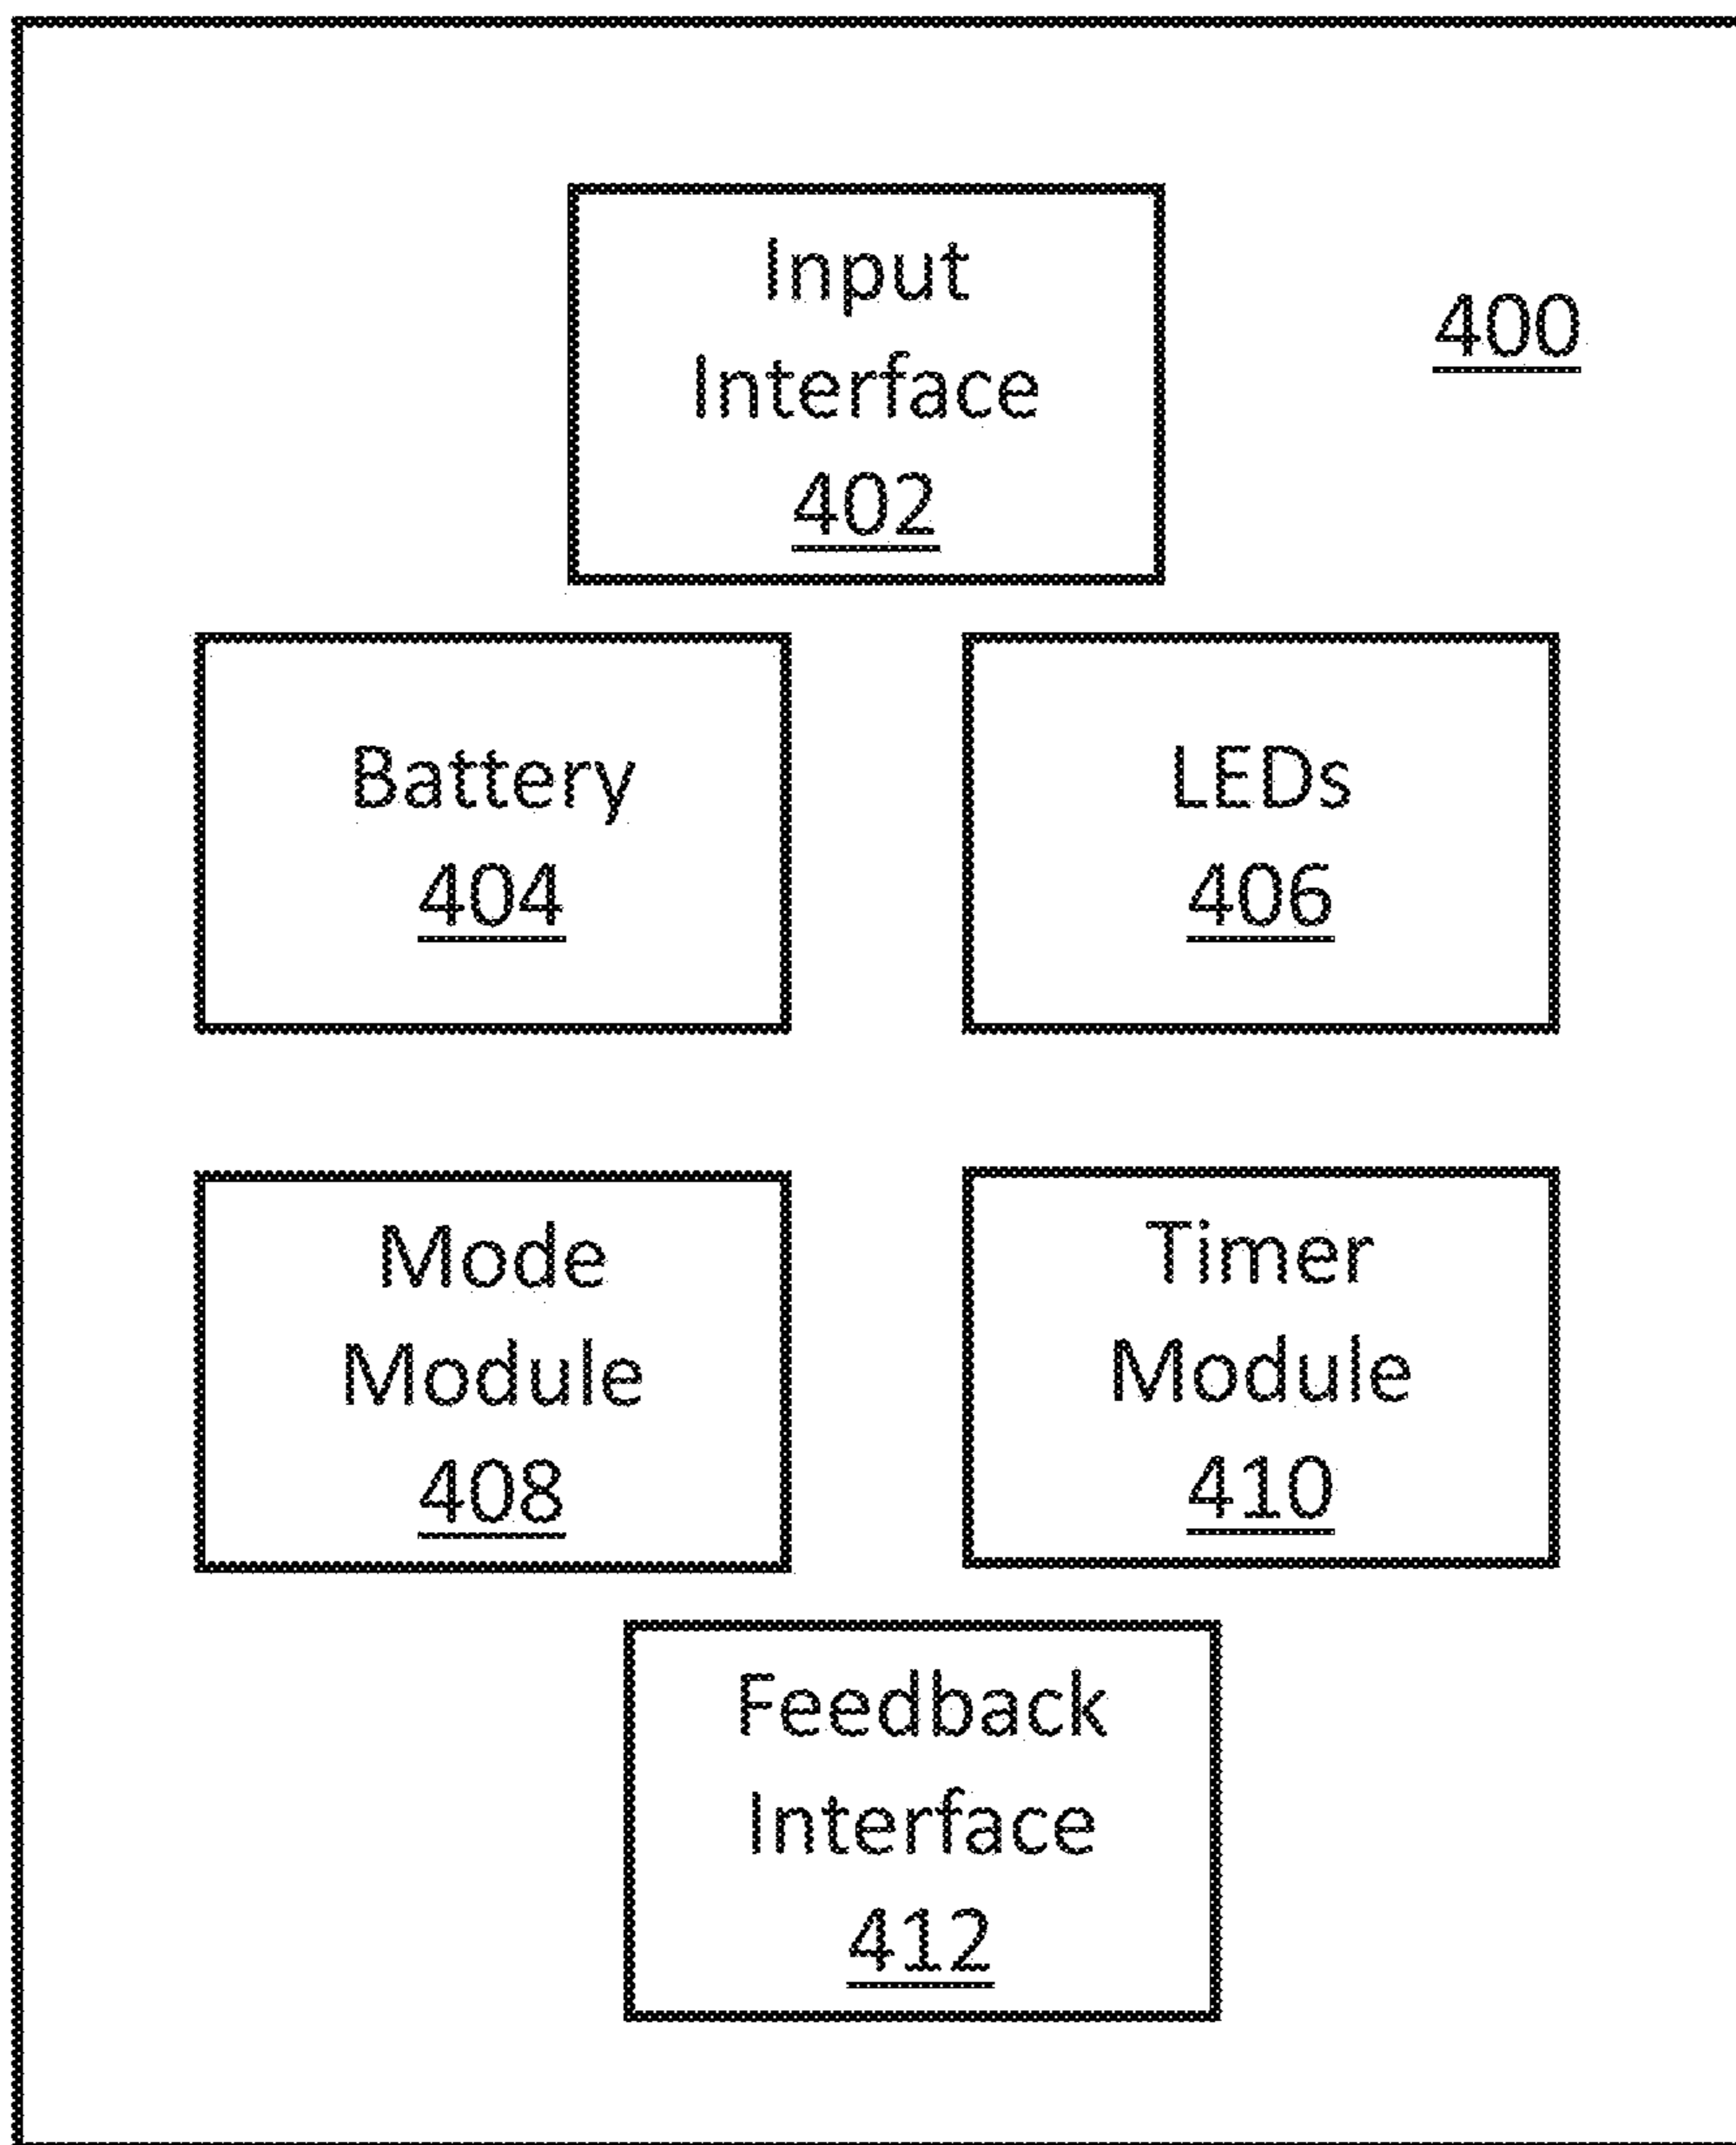 Input
Interface
402
400
Battery
404
LEDs
406
Mode
Module
408
Timer
Module
410
Feedback
Interface
412